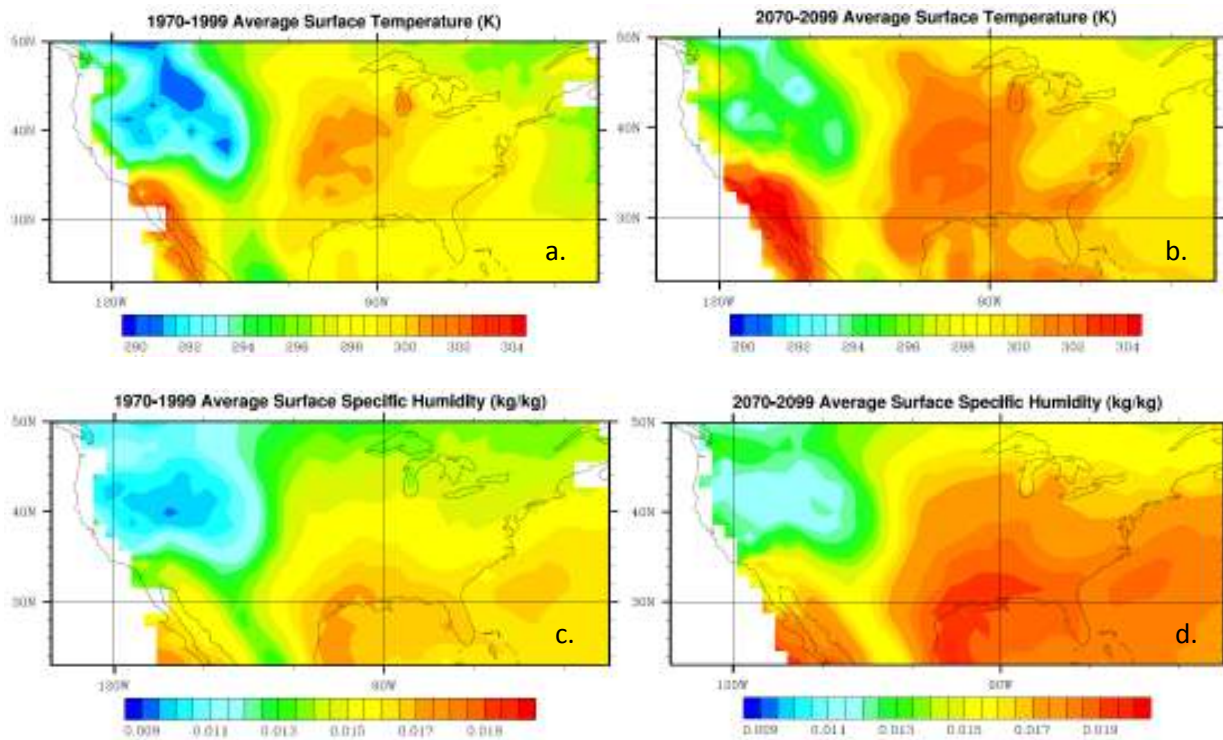 1970-1999 Average Surface Temperature (K)
50N
40N
30N
120W
90W
a.
290 292 294 296 298 300 302 304
2070-2099 Average Surface Temperature (K)
50N
40N
30N
120W
90W
b.
290 292 294 296 298 300 302 304
1970-1999 Average Surface Specific Humidity (kg/kg)
50N
40N
30N
120W
90W
c.
0.009 0.011 0.013 0.015 0.017 0.019
2070-2099 Average Surface Specific Humidity (kg/kg)
50N
40N
30N
90W
d.
0.009 0.011 0.013 0.015 0.017 0.019